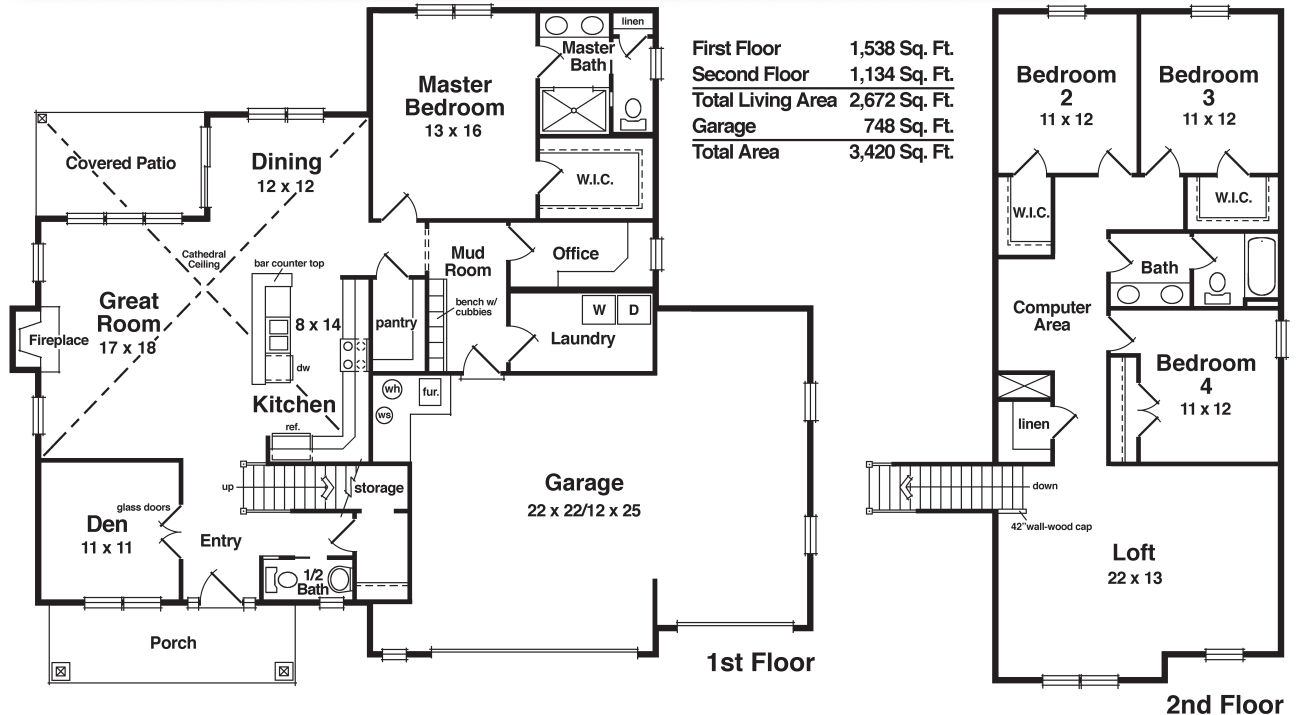 First Floor 1,538 Sq. Ft.
Second Floor 1,134 Sq. Ft.
Total Living Area 2,672 Sq. Ft.
Garage 748 Sq. Ft.
Total Area 3,420 Sq. Ft.
linen
Master
Bath
Master
Bedroom
13 x 16
W.I.C.
Covered Patio
Dining
12 x 12
Cathedral
Ceiling
bar counter top
Mud
Room
Office
bench w/
cubbies
W
D
Laundry
pantry
8 x 14
Great
Room
17 x 18
Fireplace
dw
Kitchen
ref.
wh
ws
fur.
up
storage
glass doors
Den
11 x 11
Entry
1/2
Bath
Porch
Garage
22 x 22/12 x 25
1st Floor
Bedroom
2
11 x 12
Bedroom
3
11 x 12
W.I.C.
W.I.C.
Bath
Computer
Area
Bedroom
4
11 x 12
linen
down
42"wall-wood cap
Loft
22 x 13
2nd Floor